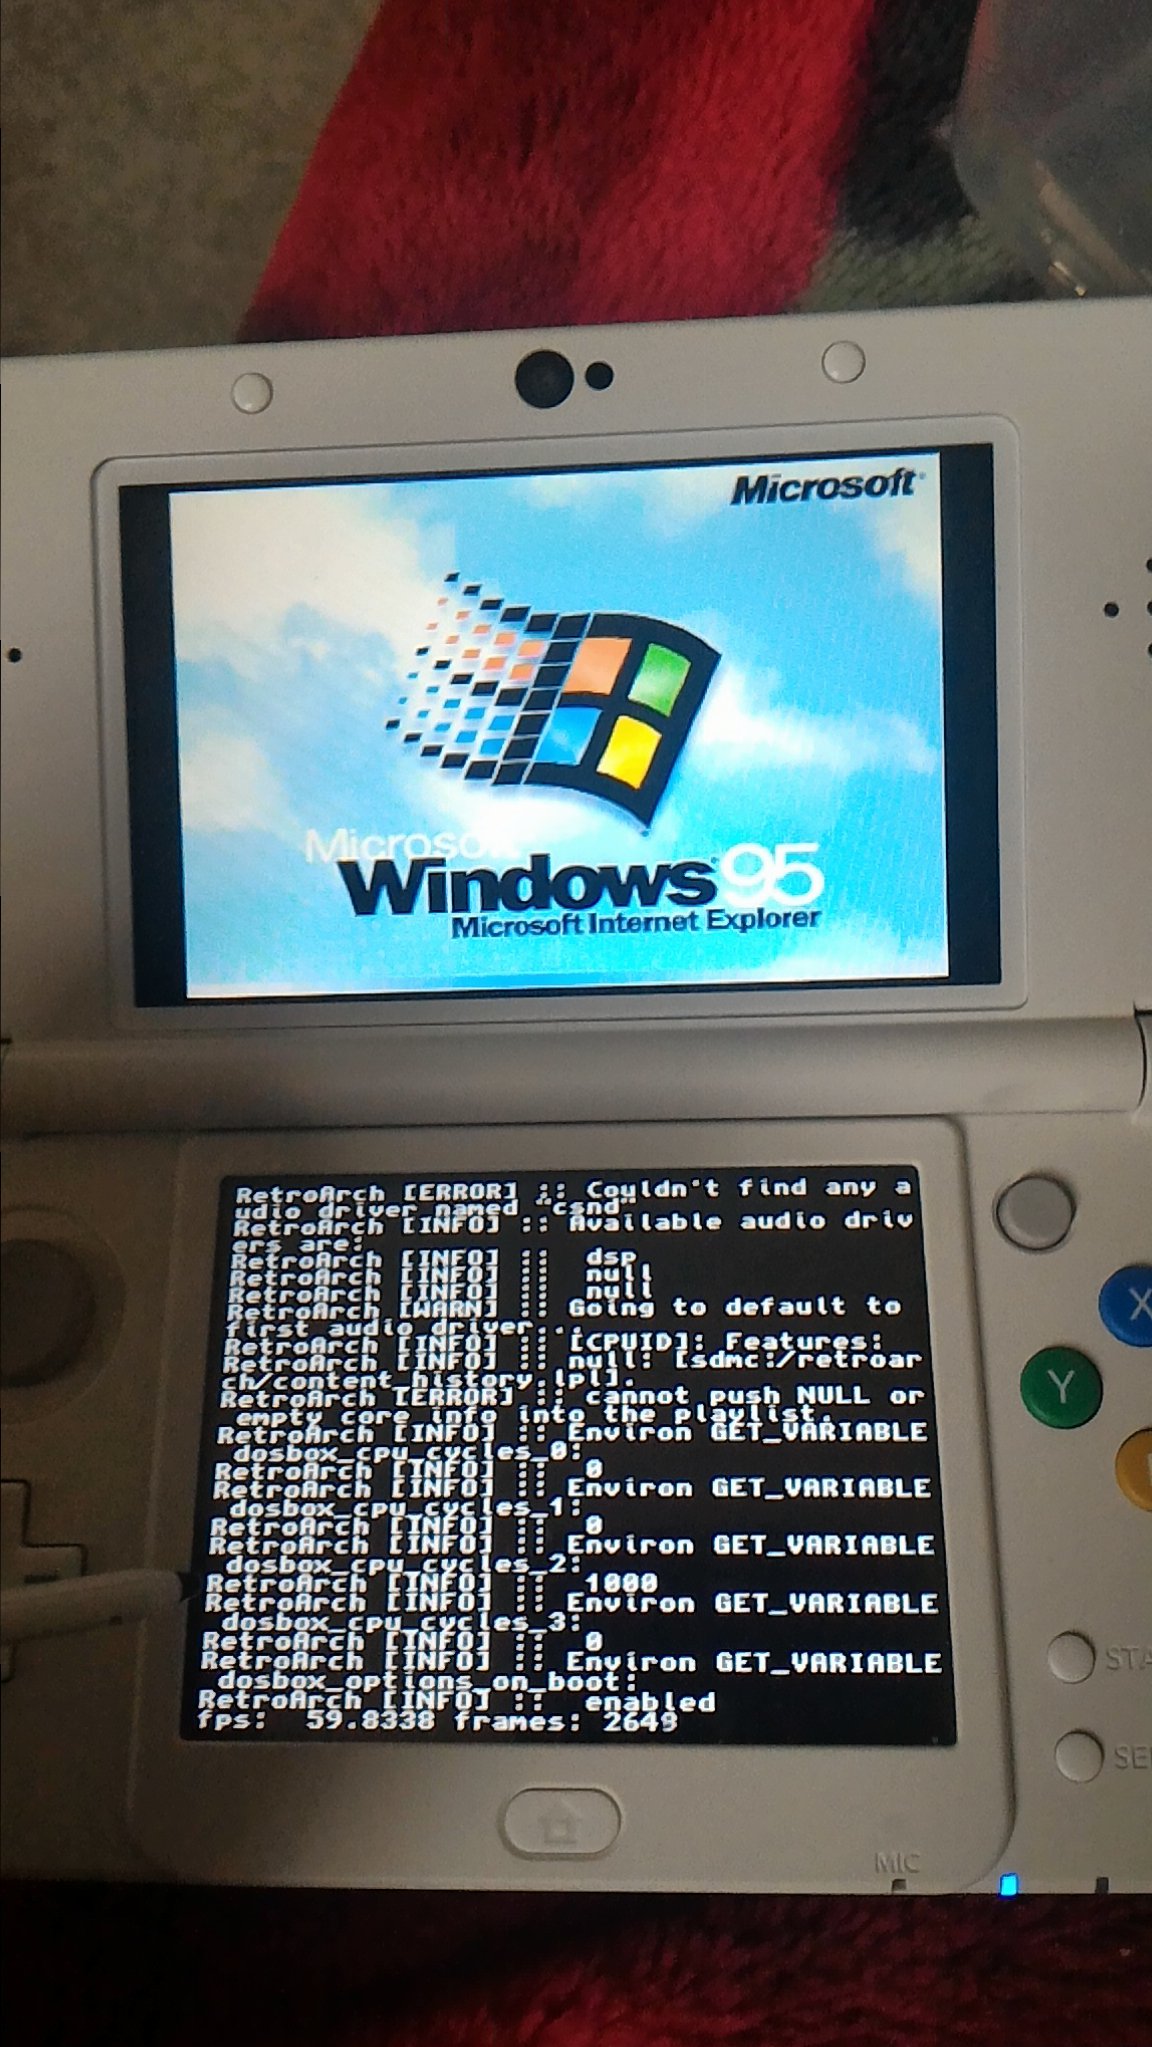 Microsoft
Microsoft
Windows 95
Microsoft Internet Explorer
RetroArch [ERROR] :: Couldn't find any a
udio driver named "csnd"
RetroArch [INFO] :: Available audio driv
ers are:
RetroArch [INFO] :: dsp
RetroArch [INFO] :: null
RetroArch [INFO] :: null
RetroArch [WARN] :: Going to default to
first audio driver...
RetroArch [INFO] :: [CPUID]: Features:
RetroArch [INFO] :: null: [sdmc:/retroar
ch/content_history.lpl].
RetroArch [ERROR] :: cannot push NULL or
empty core info into the playlist.
RetroArch [INFO] :: Environ GET_VARIABLE
dosbox_cpu_cycles_0:
RetroArch [INFO] :: 0
RetroArch [INFO] :: Environ GET_VARIABLE
dosbox_cpu_cycles_1:
RetroArch [INFO] :: 0
RetroArch [INFO] :: Environ GET_VARIABLE
dosbox_cpu_cycles_2:
RetroArch [INFO] :: 1000
RetroArch [INFO] :: Environ GET_VARIABLE
dosbox_cpu_cycles_3:
RetroArch [INFO] :: 0
RetroArch [INFO] :: Environ GET_VARIABLE
dosbox_options_on_boot:
RetroArch [INFO] :: enabled
fps: 59.8338 frames: 2649
X
Y
STA
SE
MIC